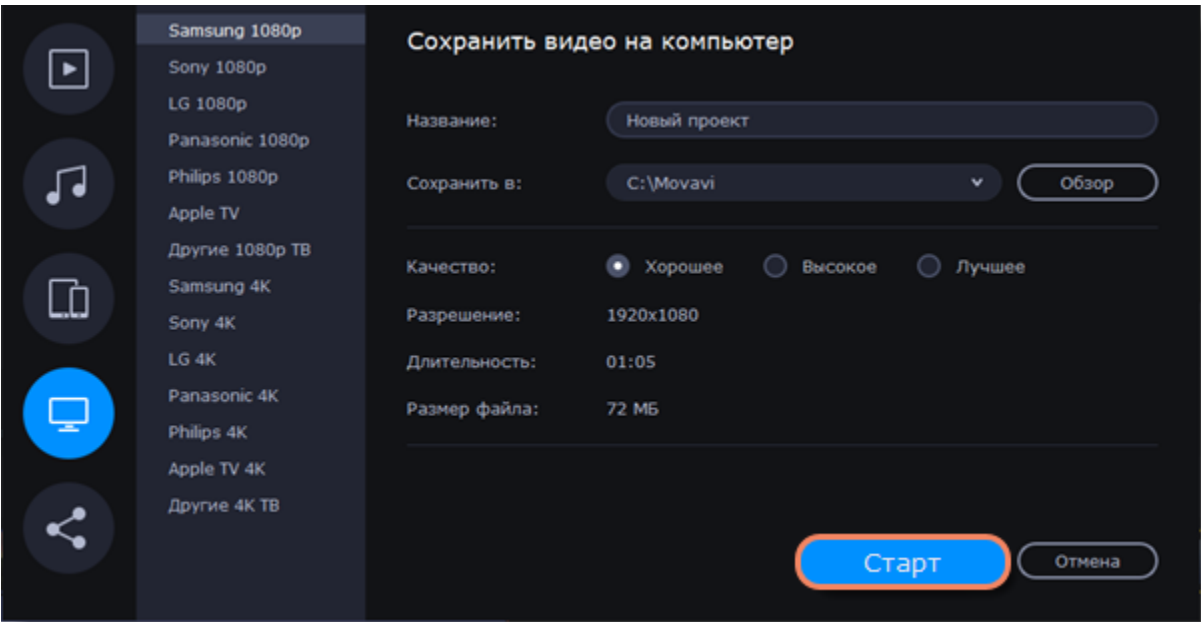 Samsung 1080p
Sony 1080p
LG 1080p
Panasonic 1080p
Philips 1080p
Apple TV
Другие 1080p ТВ
Samsung 4K
Sony 4K
LG 4K
Panasonic 4K
Philips 4K
Apple TV 4K
Другие 4K ТВ
Сохранить видео на компьютер
Название: Новый проект
Сохранить в: C:\Movavi Обзор
Качество: Хорошее Высокое Лучшее
Разрешение: 1920x1080
Длительность: 01:05
Размер файла: 72 МБ
Старт Отмена